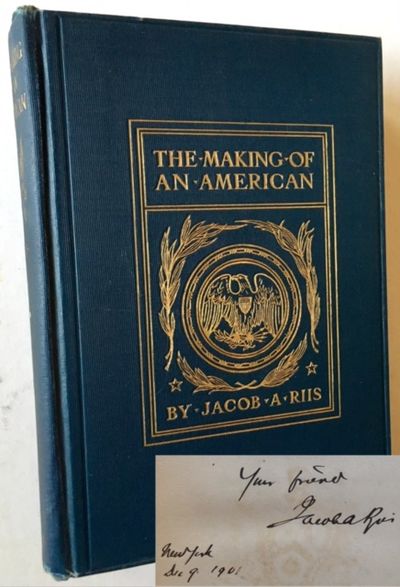 THE·MAKING·OF
AN·AMERICAN
BY·JACOB·A·RIIS
Your friend
Jacob A Riis
New York
Dec 9. 1901